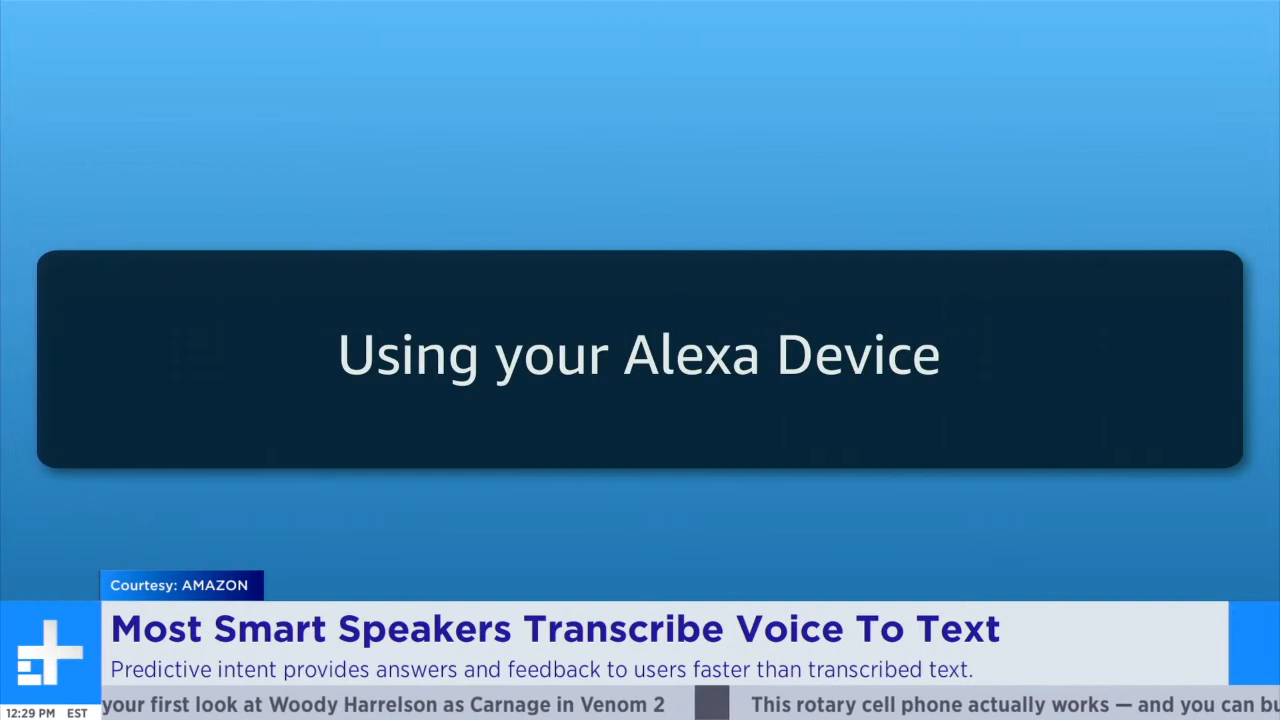 Using your Alexa Device
Courtesy: AMAZON
Most Smart Speakers Transcribe Voice To Text
Predictive intent provides answers and feedback to users faster than transcribed text.
your first look at Woody Harrelson as Carnage in Venom 2
This rotary cell phone actually works — and you can
12:29 PM EST